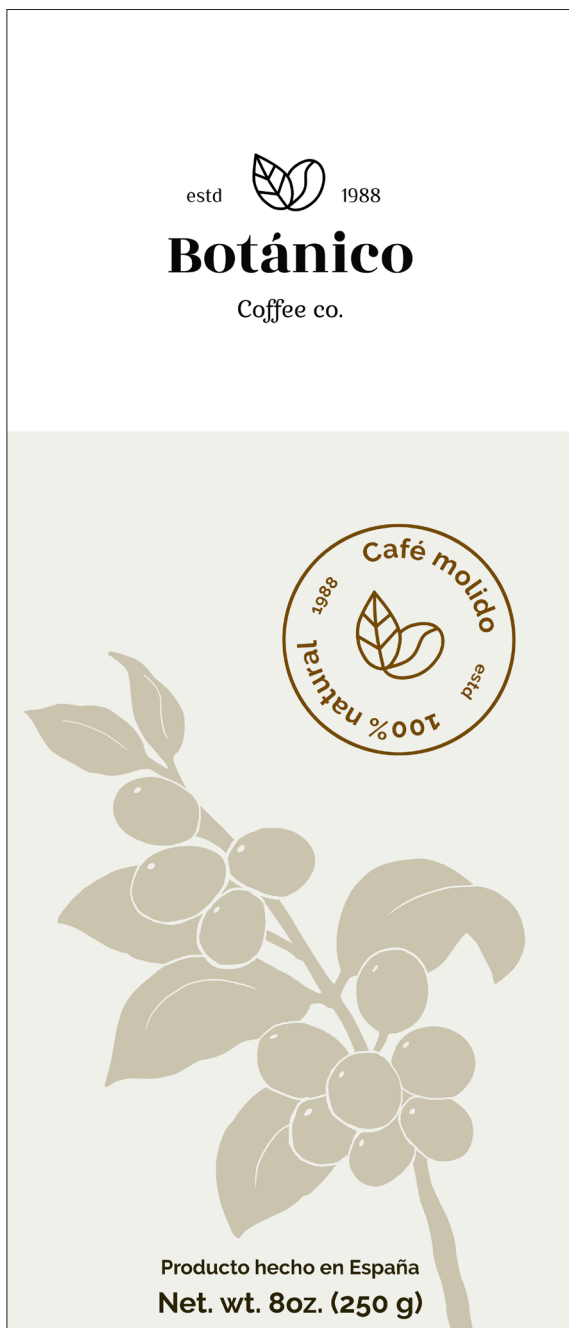 estd 1988
Botánico
Coffee co.
Café molido
1988
estd
100% natural
Producto hecho en España
Net. wt. 8oz. (250 g)